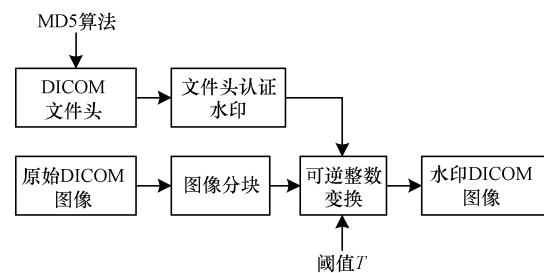 MD5算法
DICOM
文件头
文件头认证
水印
原始DICOM
图像
图像分块
可逆整数
变换
水印DICOM
图像
阈值T